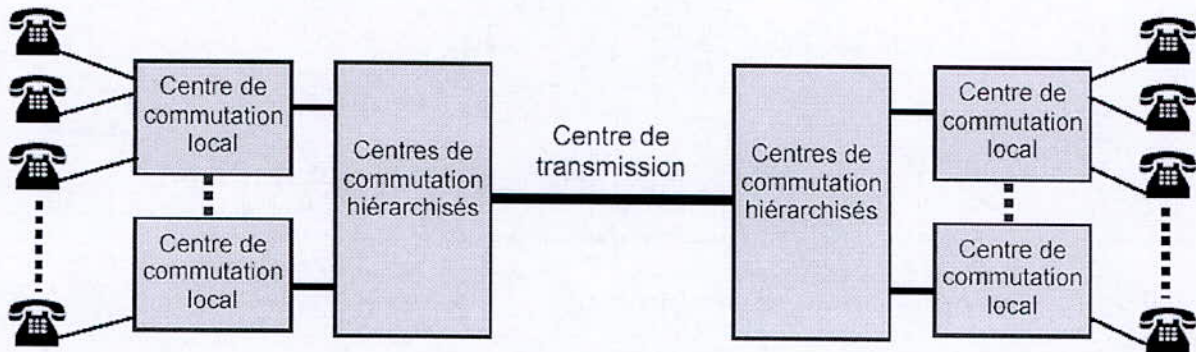 Centre de
commutation
local
Centre de
commutation
local
Centres de
commutation
hiérarchisés
Centre de
transmission
Centres de
commutation
hiérarchisés
Centre de
commutation
local
Centre de
commutation
local